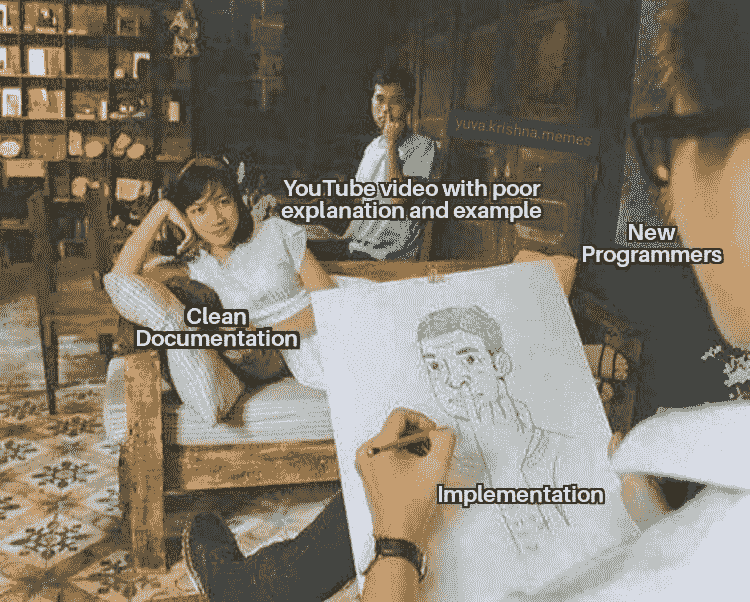 yuva.krishna.memes
YouTube video with poor
explanation and example
New
Programmers
Clean
Documentation
Implementation